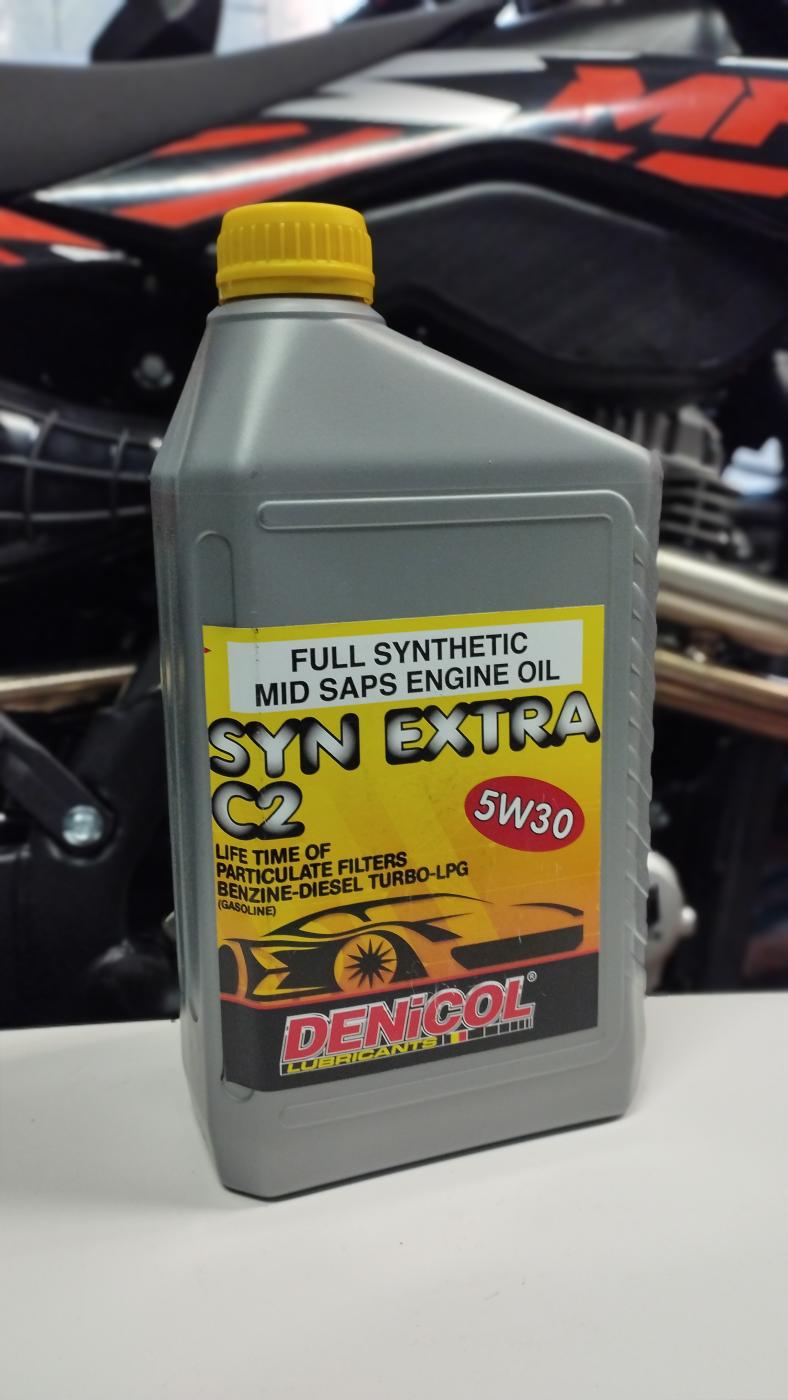 FULL SYNTHETIC
MID SAPS ENGINE OIL
SYN EXTRA
C2
5W30
LIFE TIME OF
PARTICULATE FILTERS
BENZINE-DIESEL TURBO-LPG
(GASOLINE)
DENiCOL®
LUBRICANTS